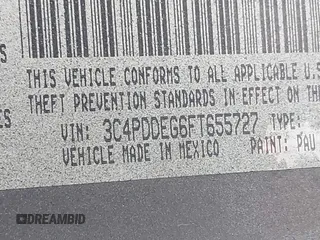 THIS VEHICLE CONFORMS TO ALL APPLICABLE U.S
THEFT PREVENTION STANDARDS IN EFFECT ON THE
VIN: 3C4PDDEG6FT655727 TYPE:
VEHICLE MADE IN MEXICO PAINT: PAU
DREAMBID